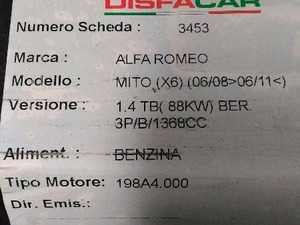 DISFACAR
Numero Scheda : 3453
Marca : ALFA ROMEO
Modello : MITO (X6) (06/08>06/11<)
Versione : 1.4 TB( 88KW) BER.
3P/B/1368CC
Aliment. : BENZINA
Tipo Motore: 198A4.000
Dir. Emis.: